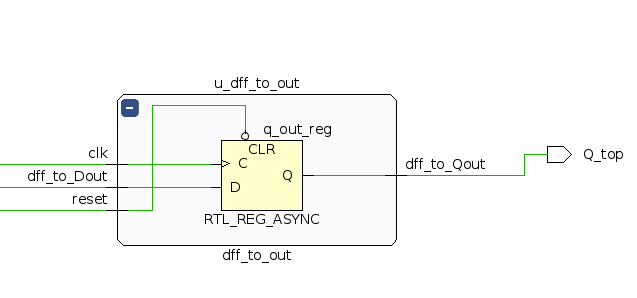 u_dff_to_out
q_out_reg
clk
CLR
C
dff_to_Qout
Q_top
dff_to_Dout
D
Q
reset
RTL_REG_ASYNC
dff_to_out